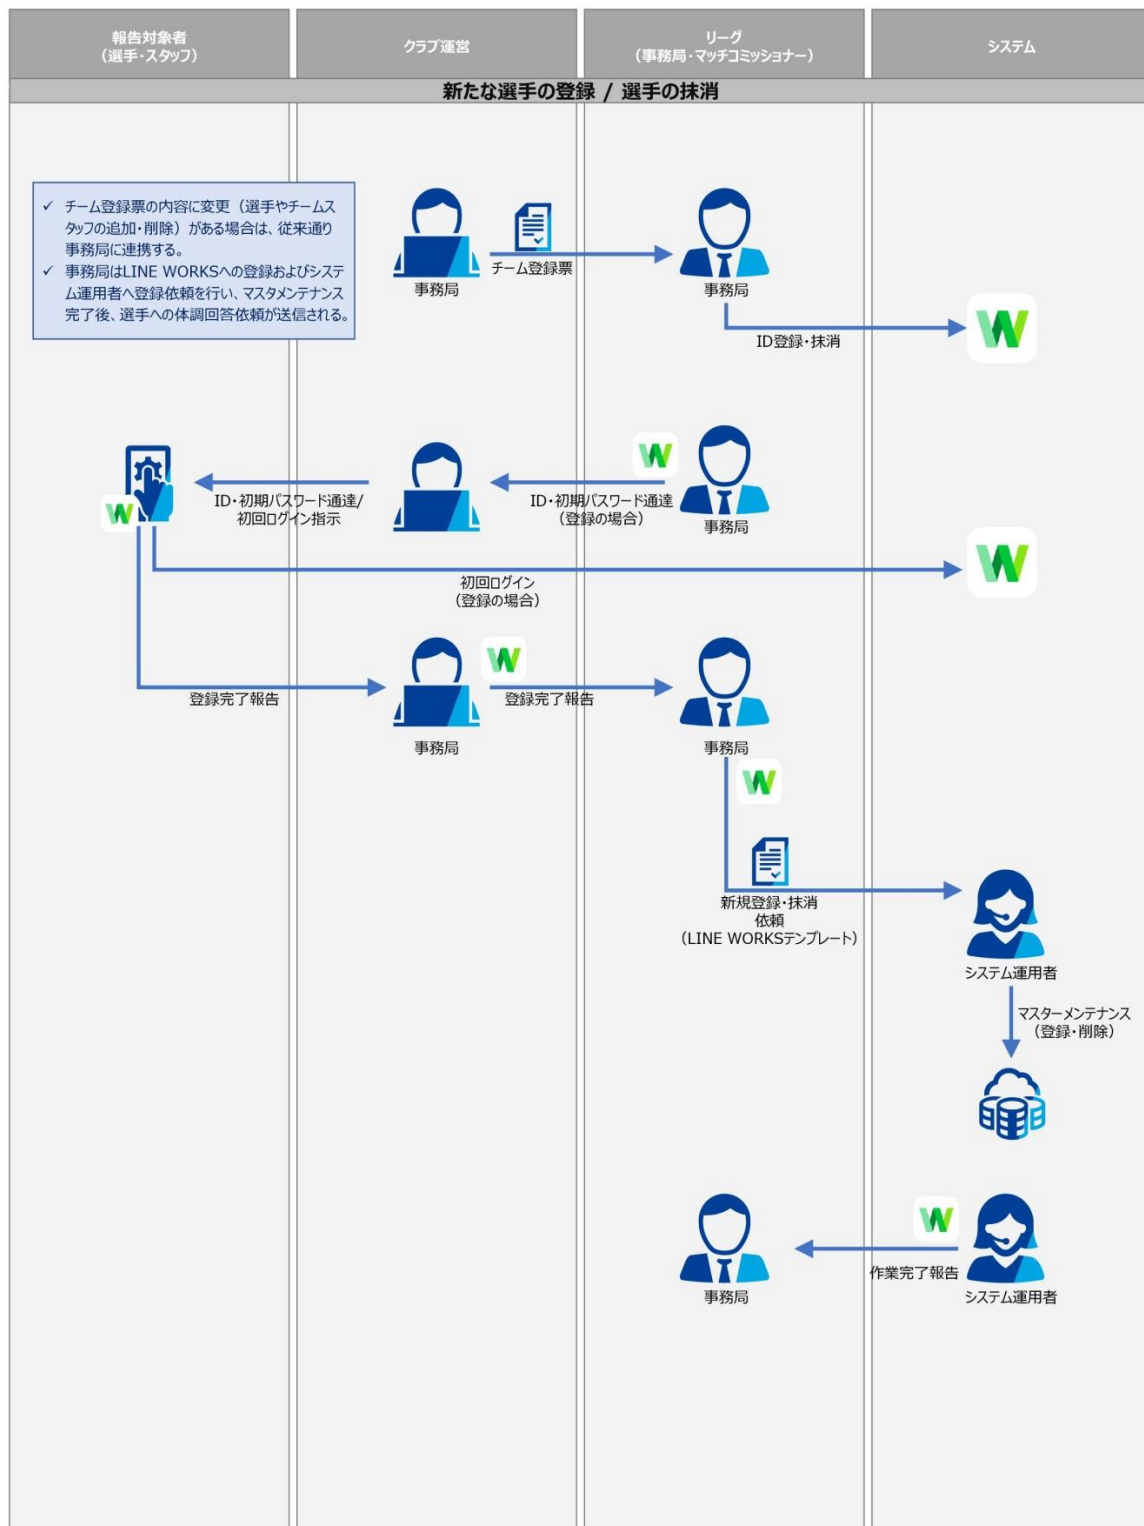 報告対象者
（選手・スタッフ）
クラブ運営
リーグ
（事務局・マッチコミッショナー）
システム
新たな選手の登録 / 選手の抹消
✓ チーム登録票の内容に変更（選手やチームス
タッフの追加・削除）がある場合は、従来通り
事務局に連携する。
✓ 事務局はLINE WORKSへの登録およびシステ
ム運用者へ登録依頼を行い、マスタメンテナンス
完了後、選手への体調回答依頼が送信される。
事務局
チーム登録票
事務局
ID登録・抹消
ID・初期パスワード通達/
初回ログイン指示
ID・初期パスワード通達
（登録の場合）
事務局
初回ログイン
（登録の場合）
登録完了報告
事務局
登録完了報告
事務局
新規登録・抹消
依頼
（LINE WORKSテンプレート）
システム運用者
マスターメンテナンス
（登録・削除）
事務局
作業完了報告
システム運用者